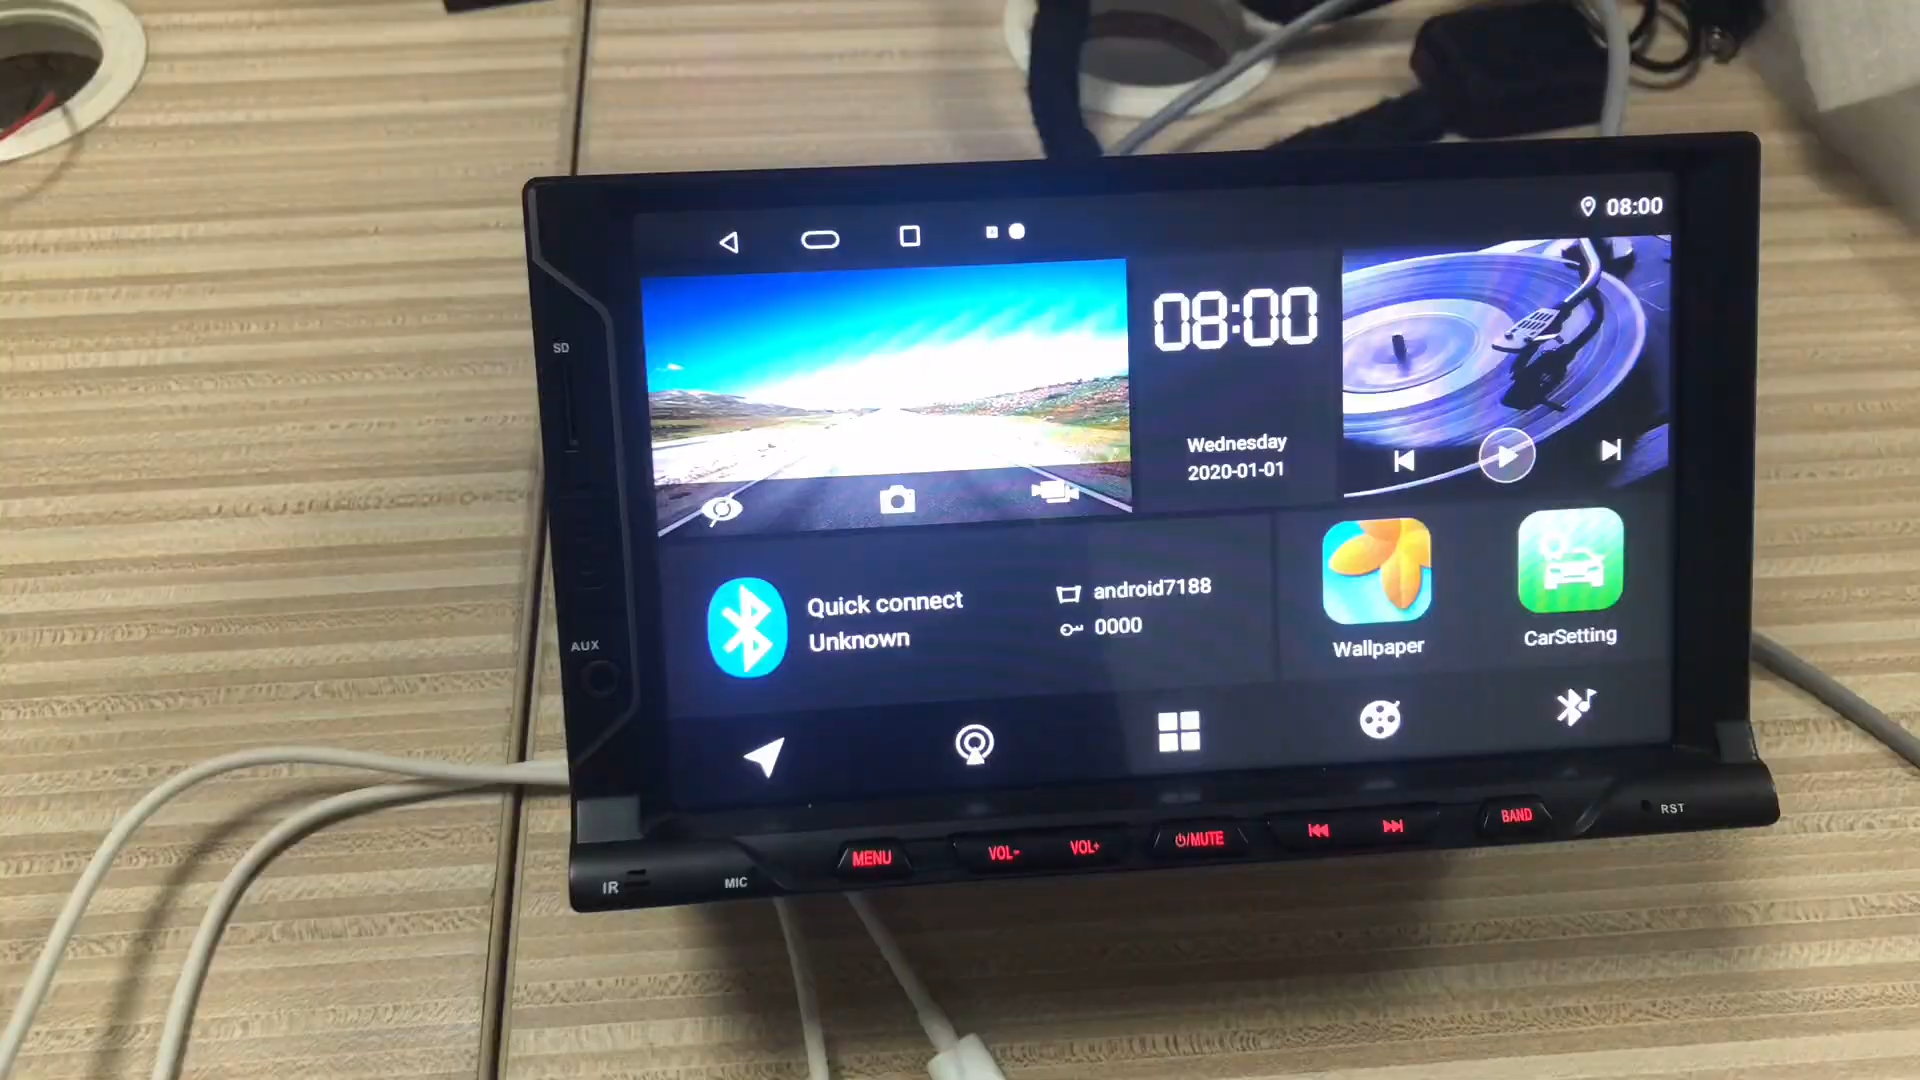 08:00
08:00
Wednesday
2020-01-01
SD
Quick connect
Unknown
android7188
0000
Wallpaper
CarSetting
AUX
IR
MIC
MENU
VOL-
VOL+
/MUTE
BAND
RST